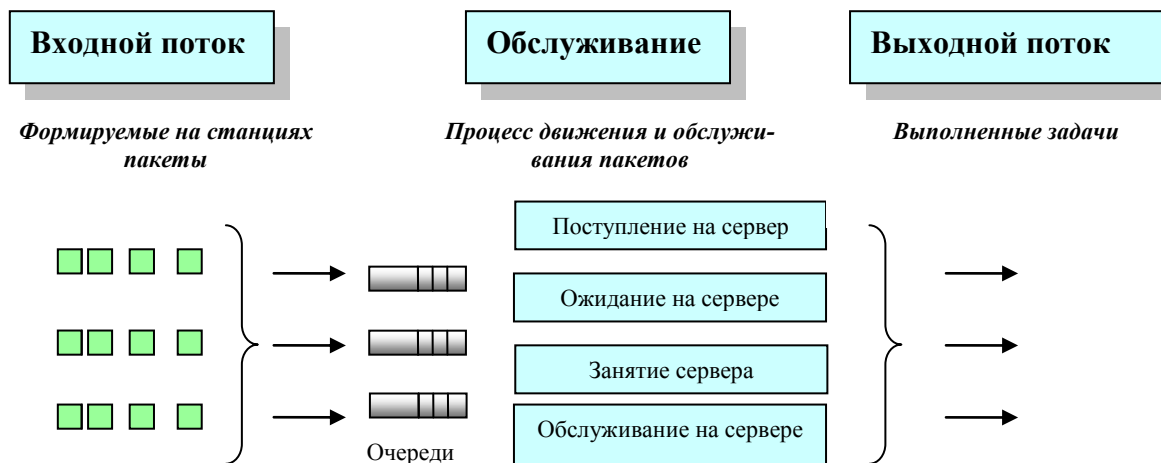 Входной поток
Обслуживание
Выходной поток
Формируемые на станциях
пакеты
Процесс движения и обслужи-
вания пакетов
Выполненные задачи
Поступление на сервер
Ожидание на сервере
Занятие сервера
Обслуживание на сервере
Очереди